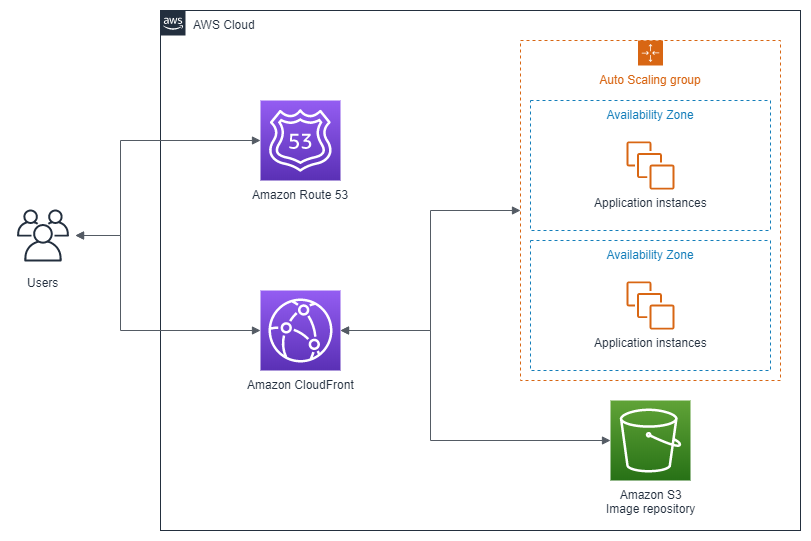 aws
AWS Cloud
Auto Scaling group
Availability Zone
53
Application instances
Amazon Route 53
Availability Zone
Users
Application instances
Amazon CloudFront
Amazon S3
Image repository